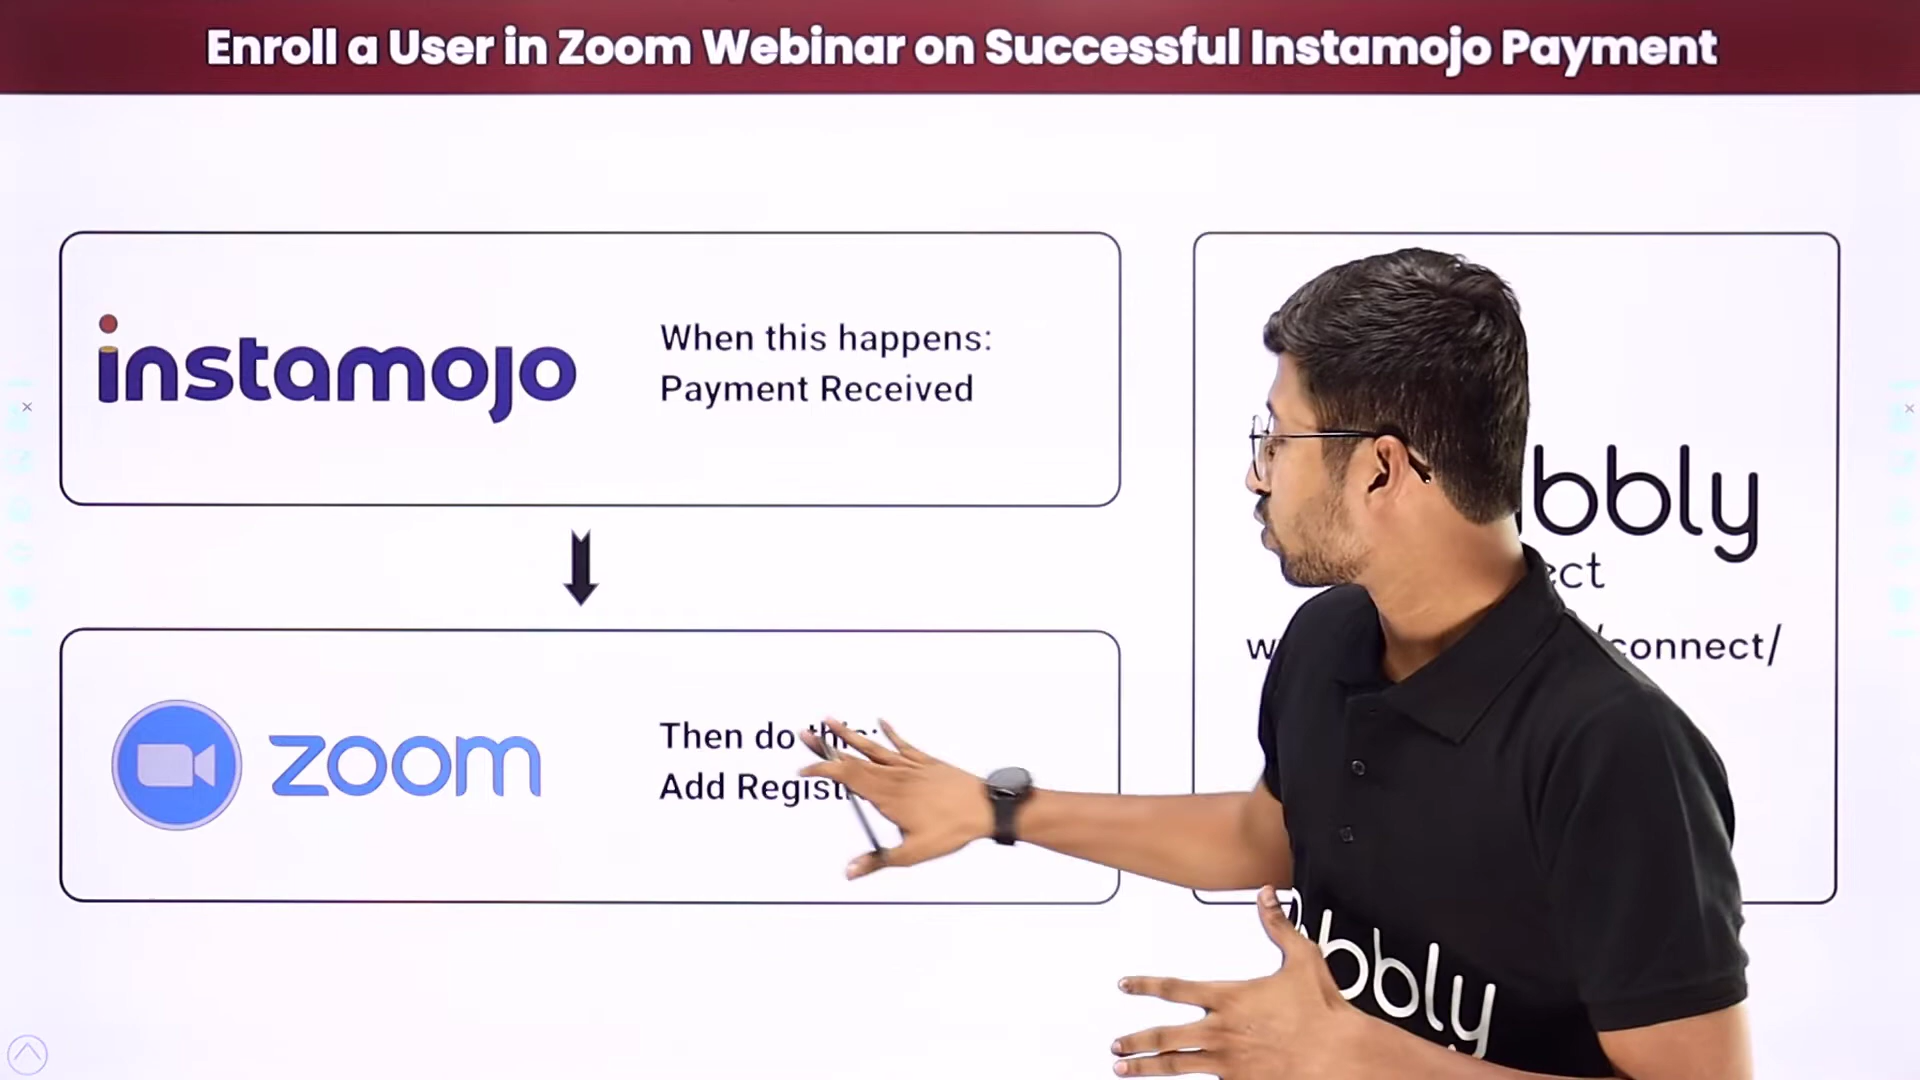 Enroll a User in Zoom Webinar on Successful Instamojo Payment
instamojo
When this happens:
Payment Received
zoom
Then do this:
Add
connect/
bbly